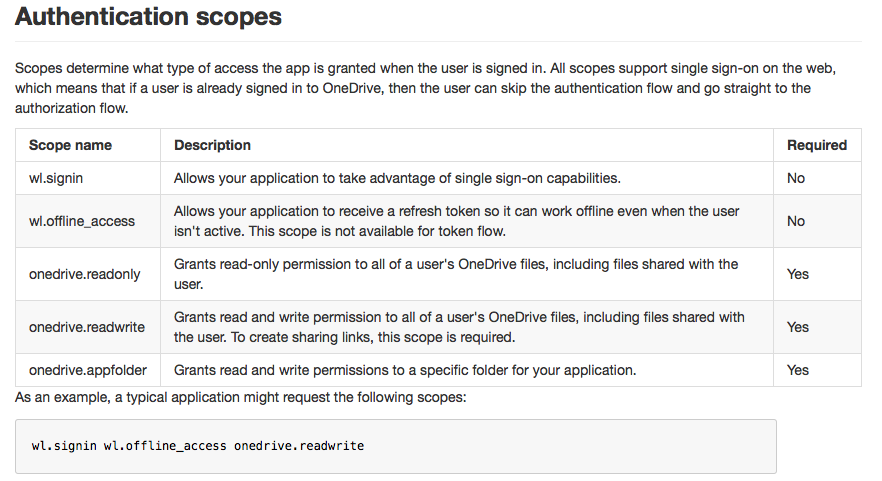 Authentication scopes
Scopes determine what type of access the app is granted when the user is signed in. All scopes support single sign-on on the web,
which means that if a user is already signed in to OneDrive, then the user can skip the authentication flow and go straight to the
authorization flow.
Scope name Description Required
wl.signin Allows your application to take advantage of single sign-on capabilities. No
wl.offline_access Allows your application to receive a refresh token so it can work offline even when the user
isn't active. This scope is not available for token flow. No
onedrive.readonly Grants read-only permission to all of a user's OneDrive files, including files shared with the
user. Yes
onedrive.readwrite Grants read and write permission to all of a user's OneDrive files, including files shared with
the user. To create sharing links, this scope is required. Yes
onedrive.appfolder Grants read and write permissions to a specific folder for your application. Yes
As an example, a typical application might request the following scopes:
wl.signin wl.offline_access onedrive.readwrite